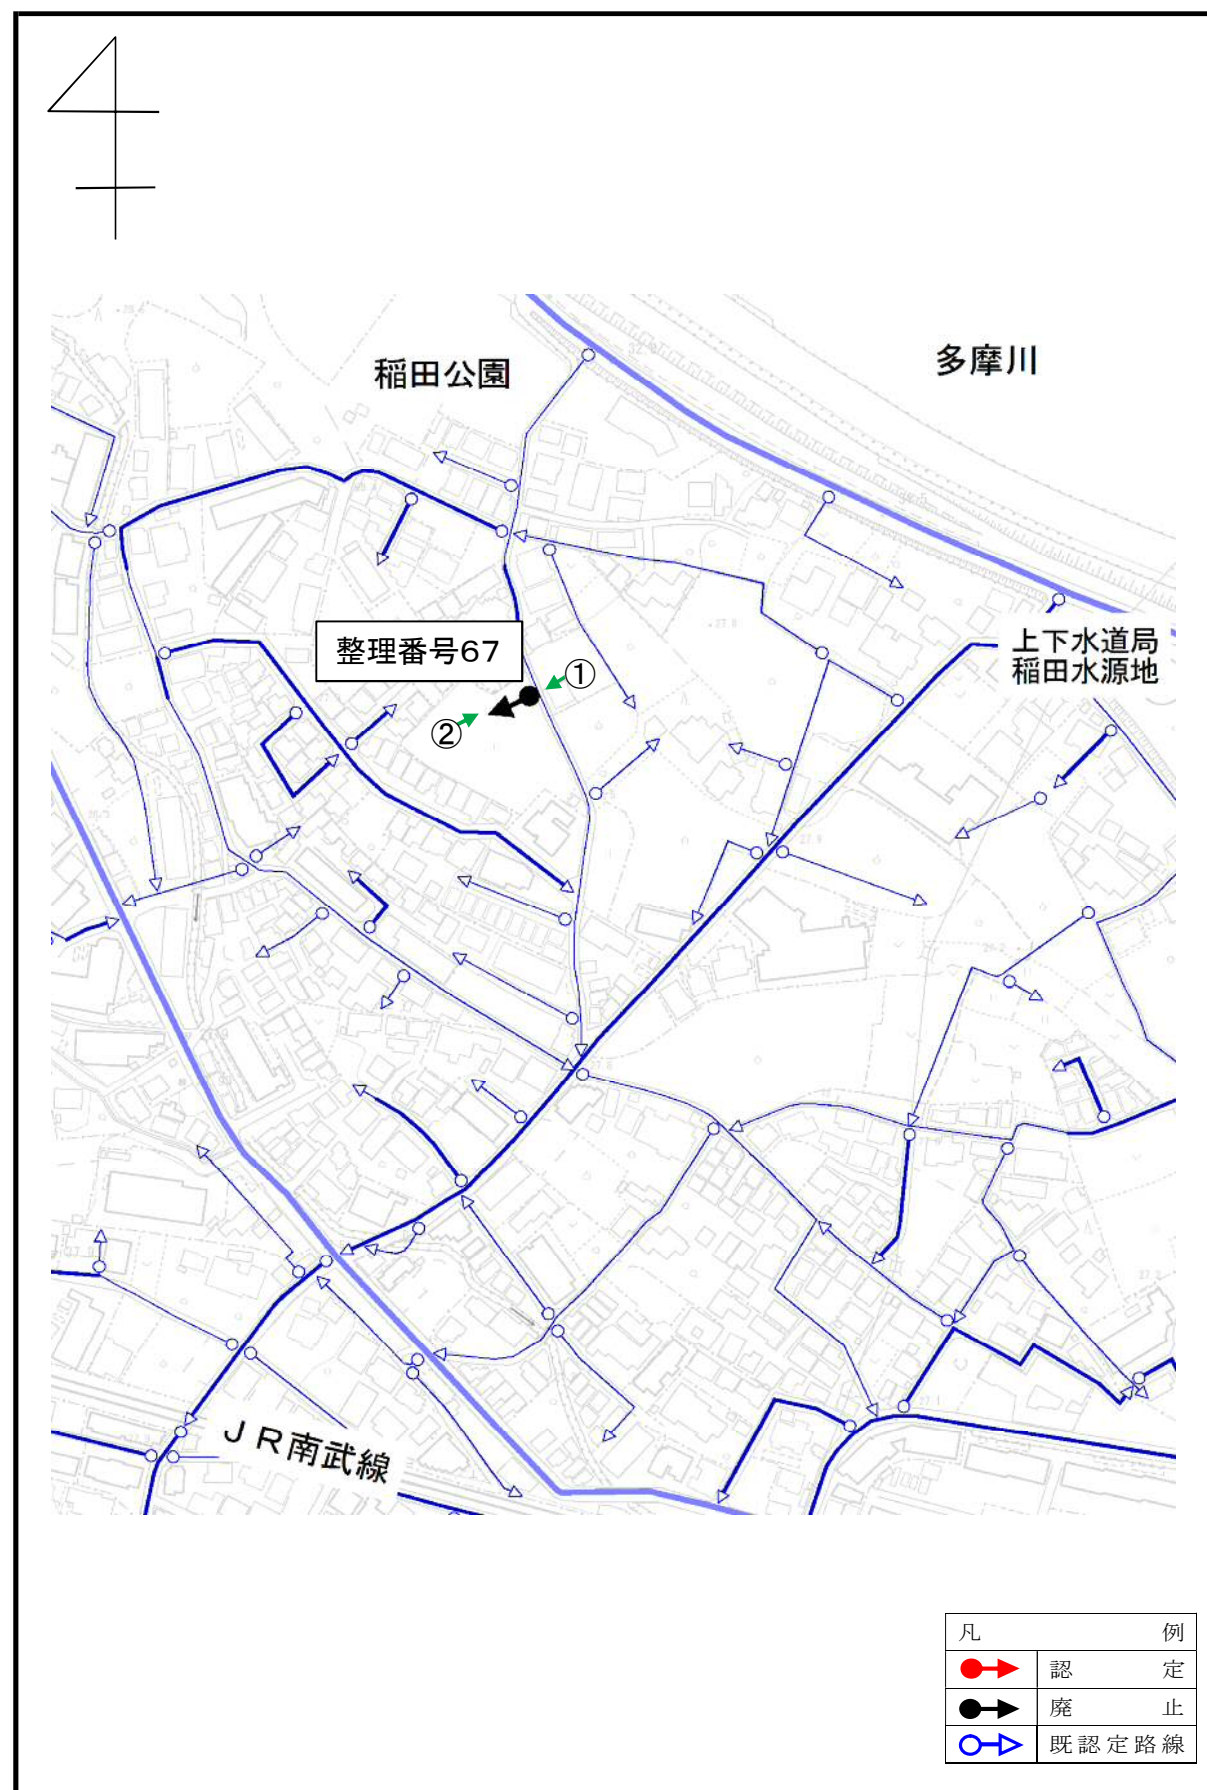 稲田公園
多摩川
上下水道局
稲田水源地
整理番号67
①
②
ＪＲ南武線
凡例
認定
廃止
既認定路線